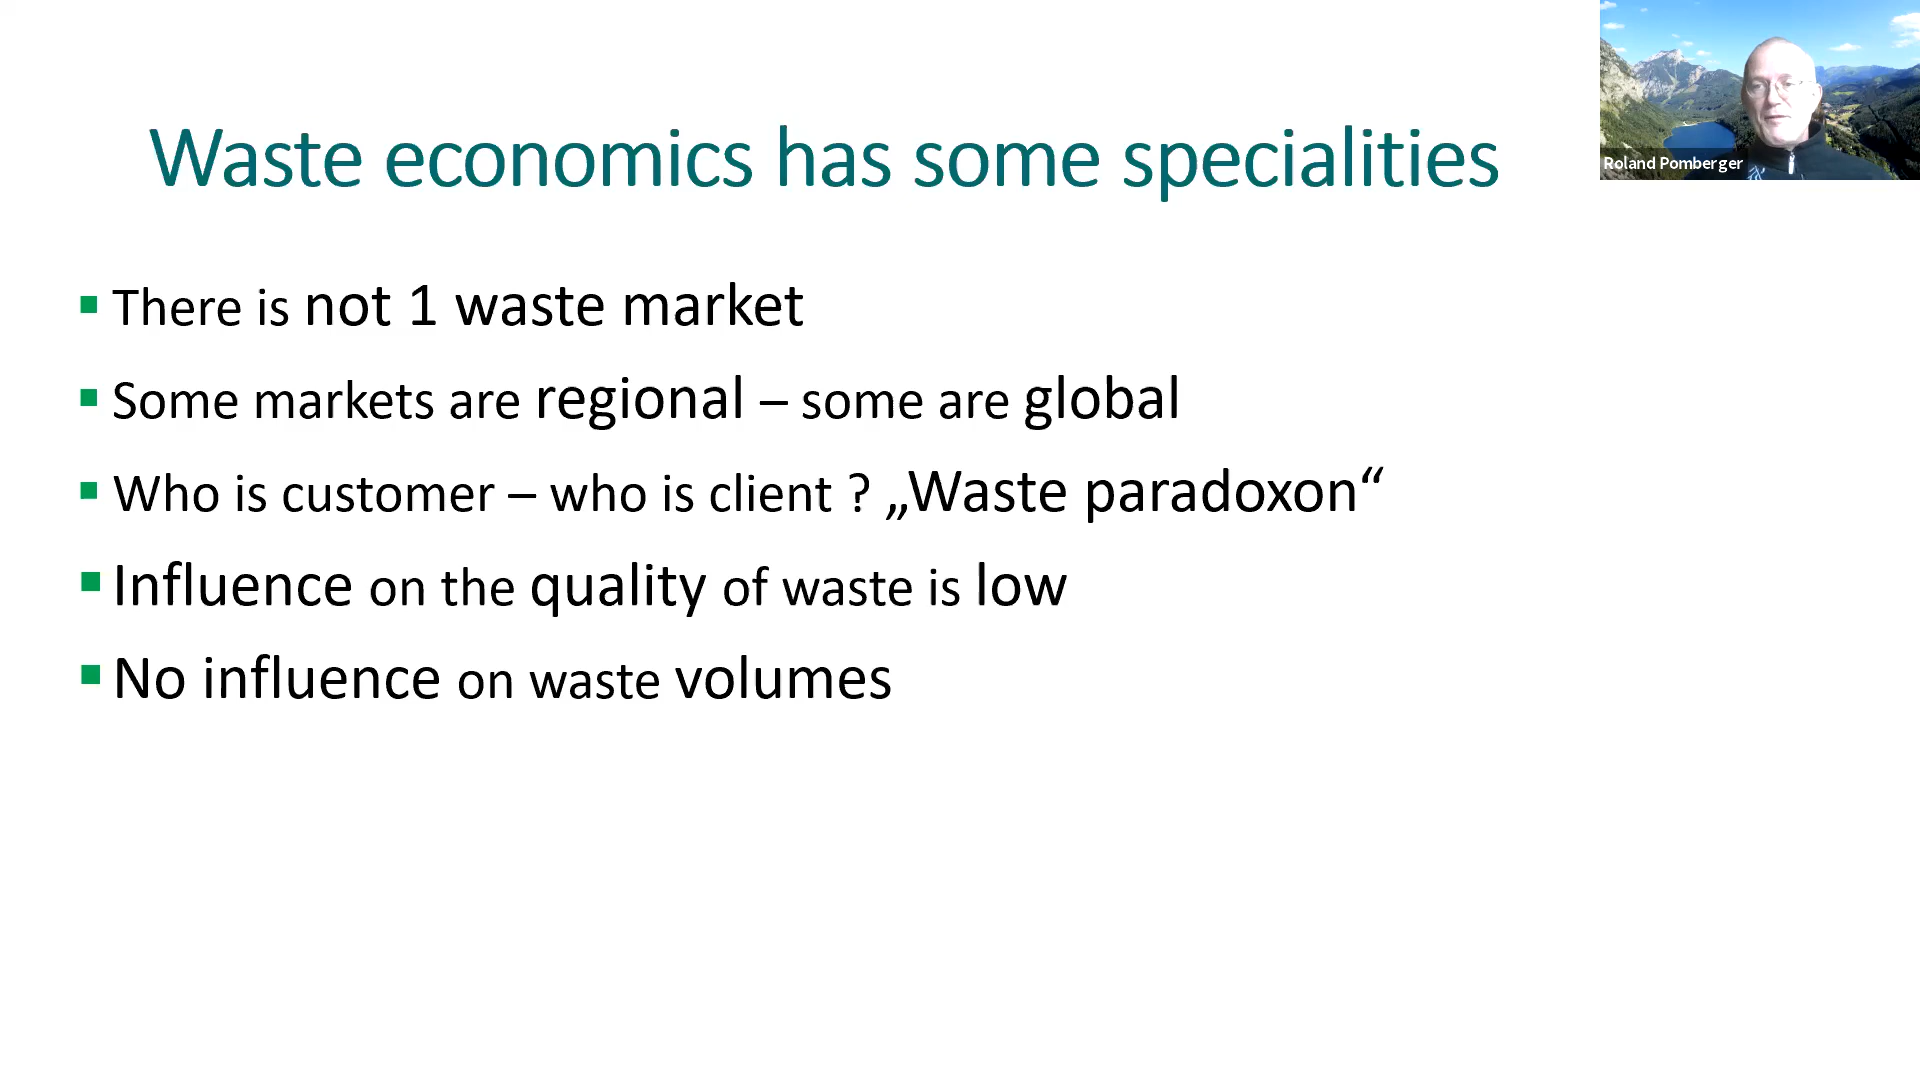 Waste economics has some specialities
Roland Pomberger
There is not 1 waste market
Some markets are regional – some are global
Who is customer – who is client ? „Waste paradoxon“
Influence on the quality of waste is low
No influence on waste volumes